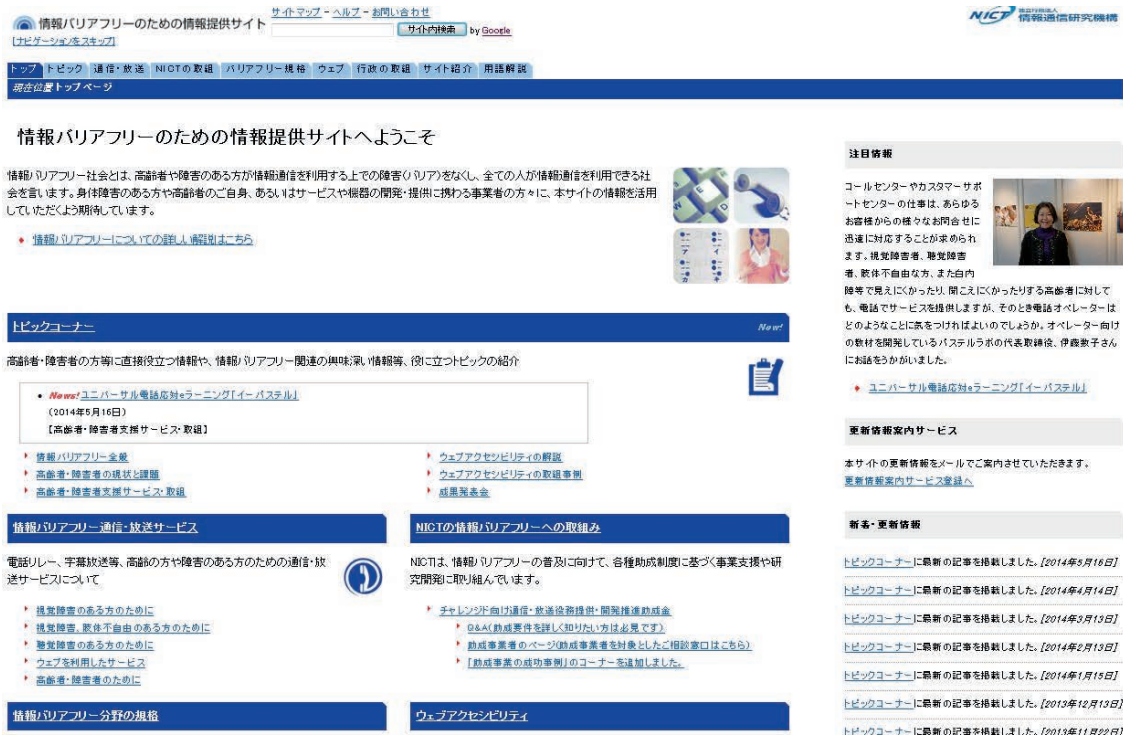 サイトマップ - ヘルプ - お問い合わせ
情報バリアフリーのための情報提供サイト
サイト内検索 by Google
[ナビゲーションをスキップ]
NICT 独立行政法人
情報通信研究機構
トップ トピック 通信・放送 NICTの取組 バリアフリー規格 ウェブ 行政の取組 サイト紹介 用語解説
現在位置 トップページ
情報バリアフリーのための情報提供サイトへようこそ
情報バリアフリー社会とは、高齢者や障害のある方が情報通信を利用する上での障害(バリア)をなくし、全ての人が情報通信を利用できる社
会を言います。身体障害のある方や高齢者のご自身、あるいはサービスや機器の開発・提供に携わる事業者の方々に、本サイトの情報を活用
していただくよう期待しています。
情報バリアフリーについての詳しい解説はこちら
トピックコーナー
New!
高齢者・障害者の方等に直接役立つ情報や、情報バリアフリー関連の興味深い情報等、役に立つトピックの紹介
News! ユニバーサル電話応対eラーニング「イーパステル」
(2014年5月16日)
【高齢者・障害者支援サービス・取組】
情報バリアフリー全般
高齢者・障害者の現状と課題
高齢者・障害者支援サービス・取組
ウェブアクセシビリティの解説
ウェブアクセシビリティの取組事例
成果発表会
情報バリアフリー通信・放送サービス
電話リレー、字幕放送等、高齢の方や障害のある方のための通信・放
送サービスについて
視覚障害のある方のために
視覚障害、肢体不自由のある方のために
聴覚障害のある方のために
ウェブを利用したサービス
高齢者のために
NICTの情報バリアフリーへの取組み
NICTは、情報バリアフリーの普及に向けて、各種助成制度に基づく事業支援や研
究開発に取り組んでいます。
チャレンジド向け通信・放送役務提供・開発推進助成金
Q&A(助成要件を詳しく知りたい方は必見です)
助成事業者のページ(助成事業者を対象としたご相談窓口はこちら)
「助成事業の成功事例」のコーナーを追加しました。
情報バリアフリー分野の規格
ウェブアクセシビリティ
注目情報
コールセンターやカスタマーサポ
ートセンターの仕事は、あらゆる
お客様からの様々なお問合せに
迅速に対応することが求められ
ます。視覚障害者、聴覚障害
者、肢体不自由な方、また白内
障等で見えにくかったり、聞こえにくかったりする高齢者に対して
も、電話でサービスを提供しますが、そのとき電話オペレーターは
どのようなことに気をつければよいのでしょうか。オペレーター向け
の教材を開発しているパステルラボの代表取締役、伊藤敦子さん
にお話をうかがいました。
ユニバーサル電話応対eラーニング「イーパステル」
更新情報案内サービス
本サイトの更新情報をメールでご案内させていただきます。
更新情報案内サービス登録へ
新着・更新情報
トピックコーナーに最新の記事を掲載しました。[2014年5月16日]
トピックコーナーに最新の記事を掲載しました。[2014年4月14日]
トピックコーナーに最新の記事を掲載しました。[2014年3月13日]
トピックコーナーに最新の記事を掲載しました。[2014年2月13日]
トピックコーナーに最新の記事を掲載しました。[2014年1月15日]
トピックコーナーに最新の記事を掲載しました。[2013年12月13日]
トピックコーナーに最新の記事を掲載しました。[2013年11月22日]